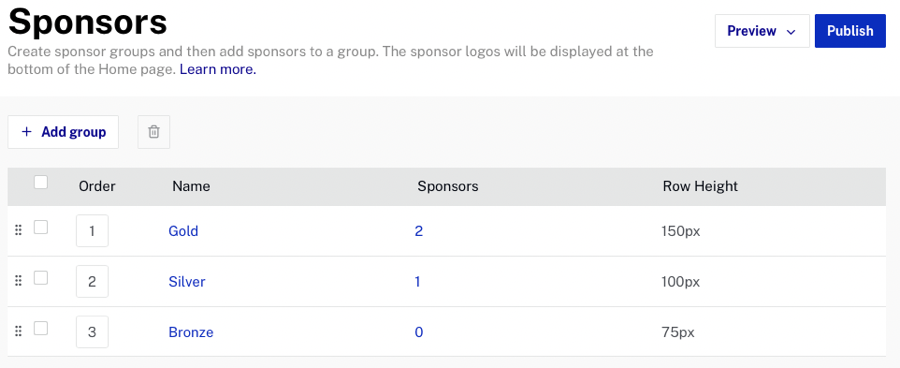 Sponsors
Create sponsor groups and then add sponsors to a group. The sponsor logos will be displayed at the
bottom of the Home page. Learn more.
Preview
Publish
+ Add group
Order Name Sponsors Row Height
1 Gold 2 150px
2 Silver 1 100px
3 Bronze 0 75px